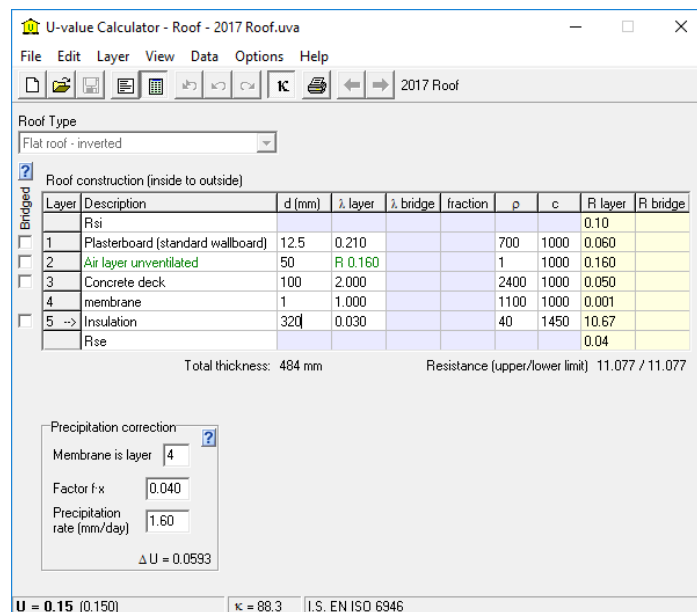 U-value Calculator - Roof - 2017 Roof.uva
File Edit Layer View Data Options Help
κ 2017 Roof
Roof Type
Flat roof - inverted
?
Roof construction (inside to outside)
Bridged
Layer Description d (mm) λ layer λ bridge fraction ρ c R layer R bridge
Rsi 0.10
1 Plasterboard (standard wallboard) 12.5 0.210 700 1000 0.060
2 Air layer unventilated 50 R 0.160 1 1000 0.160
3 Concrete deck 100 2.000 2400 1000 0.050
4 membrane 1 1.000 1100 1000 0.001
5 --> Insulation 320 0.030 40 1450 10.67
Rse 0.04
Total thickness: 484 mm Resistance (upper/lower limit) 11.077 / 11.077
Precipitation correction
?
Membrane is layer 4
Factor f·x 0.040
Precipitation
rate (mm/day) 1.60
Δ U = 0.0593
U = 0.15 (0.150) κ = 88.3 I.S. EN ISO 6946